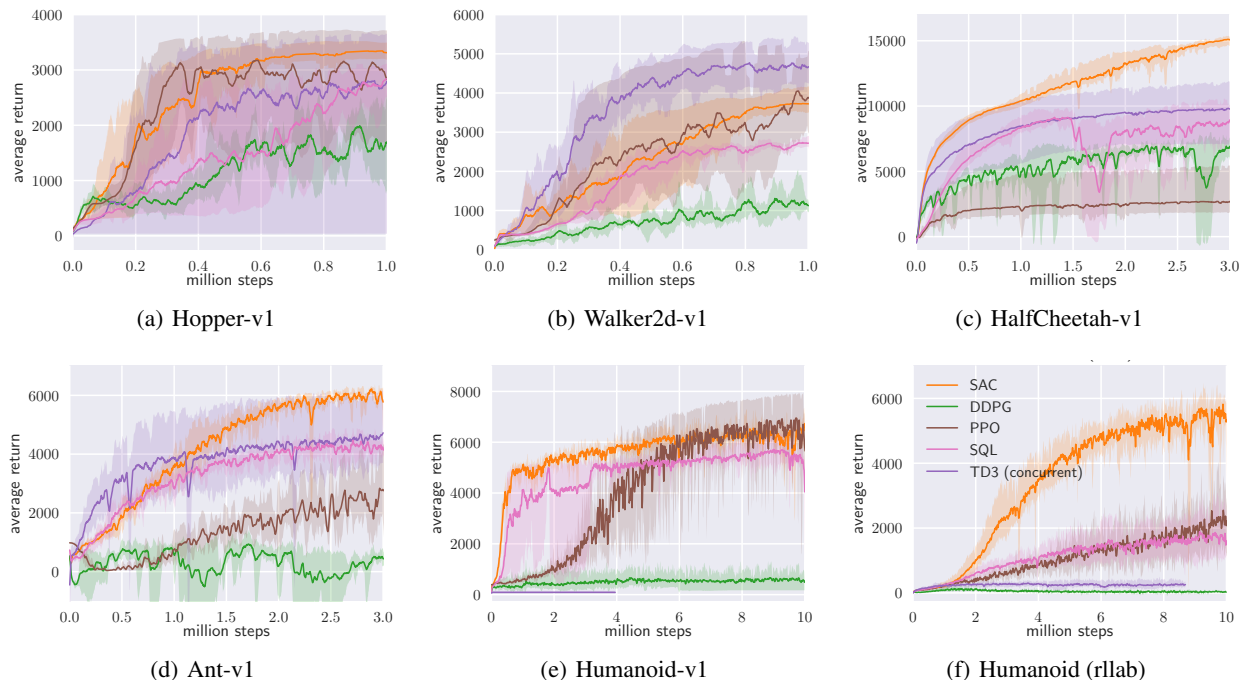 4000
3000
2000
1000
0
average return
0.0 0.2 0.4 0.6 0.8 1.0
million steps
(a) Hopper-v1
6000
5000
4000
3000
2000
1000
0
average return
0.0 0.2 0.4 0.6 0.8 1.0
million steps
(b) Walker2d-v1
15000
10000
5000
0
average return
0.0 0.5 1.0 1.5 2.0 2.5 3.0
million steps
(c) HalfCheetah-v1
6000
4000
2000
0
average return
0.0 0.5 1.0 1.5 2.0 2.5 3.0
million steps
(d) Ant-v1
8000
6000
4000
2000
0
average return
0 2 4 6 8 10
million steps
(e) Humanoid-v1
6000
4000
2000
0
average return
SAC
DDPG
PPO
SQL
TD3 (concurrent)
0 2 4 6 8 10
million steps
(f) Humanoid (rllab)